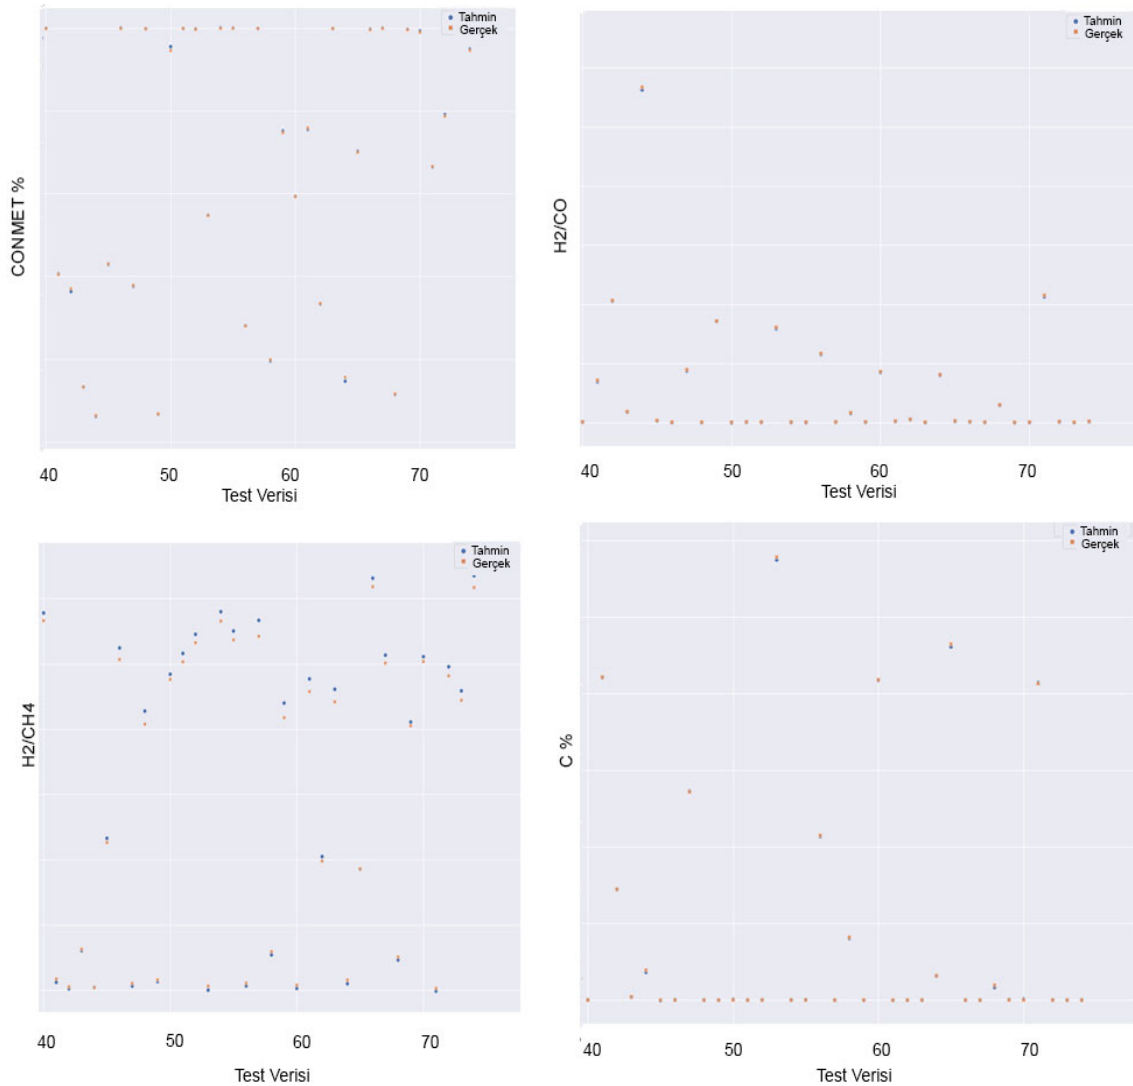 Tahmin
Gerçek
CONMET %
40 50 60 70
Test Verisi
Tahmin
Gerçek
H2/CO
40 50 60 70
Test Verisi
Tahmin
Gerçek
H2/CH4
40 50 60 70
Test Verisi
Tahmin
Gerçek
C %
40 50 60 70
Test Verisi